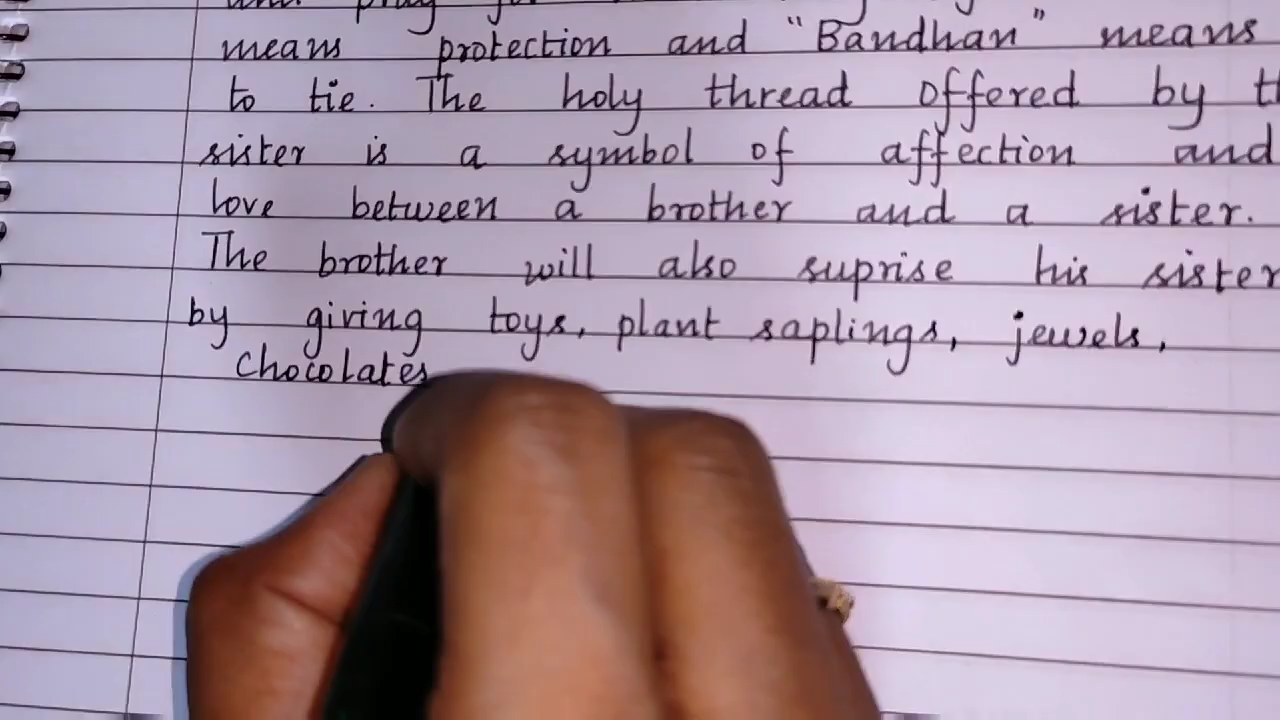 means protection and "Bandhan" means
to tie. The holy thread offered by
sister is a symbol of affection and
love between a brother and a sister.
The brother will also suprise his sister
by giving toys, plant saplings, jewels,
Chocolates